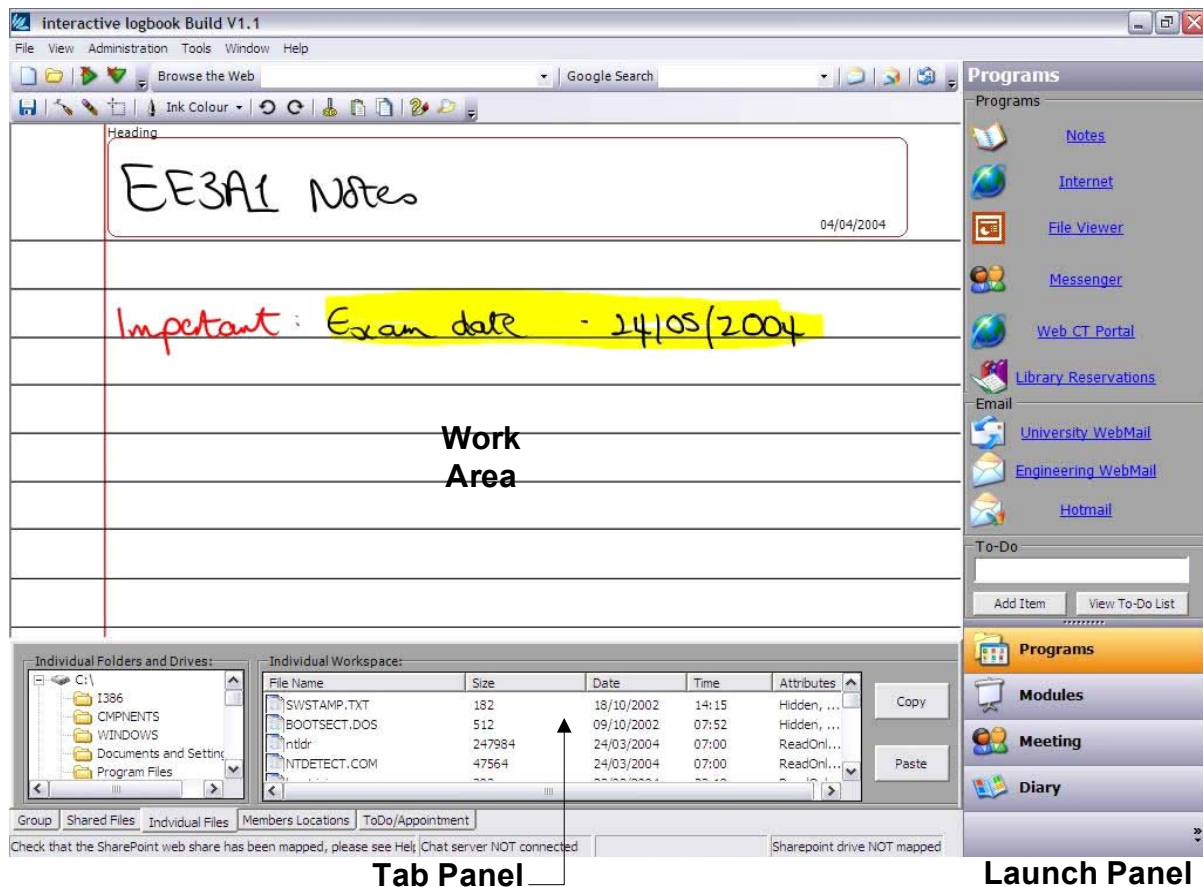 interactive logbook Build V1.1
File View Administration Tools Window Help
Browse the Web Google Search
Ink Colour
Heading
EE3A1 Notes
04/04/2004
Important: Exam date - 24/05/2004
Work
Area
Programs
Programs
Notes
Internet
File Viewer
Messenger
Web CT Portal
Library Reservations
Email
University WebMail
Engineering WebMail
Hotmail
To-Do
Add Item View To-Do List
Programs
Modules
Meeting
Diary
Individual Folders and Drives:
C:\
I386
CMPNENTS
WINDOWS
Documents and Setting
Program Files
Individual Workspace:
File Name Size Date Time Attributes
SWSTAMP.TXT 182 18/10/2002 14:15 Hidden, ...
BOOTSECT.DOS 512 09/10/2002 07:52 Hidden, ...
ntldr 247984 24/03/2004 07:00 ReadOnl...
NTDETECT.COM 47564 24/03/2004 07:00 ReadOnl...
Copy
Paste
Group Shared Files Indvidual Files Members Locations ToDo/Appointment
Check that the SharePoint web share has been mapped, please see Help Chat server NOT connected Sharepoint drive NOT mapped
Tab Panel
Launch Panel